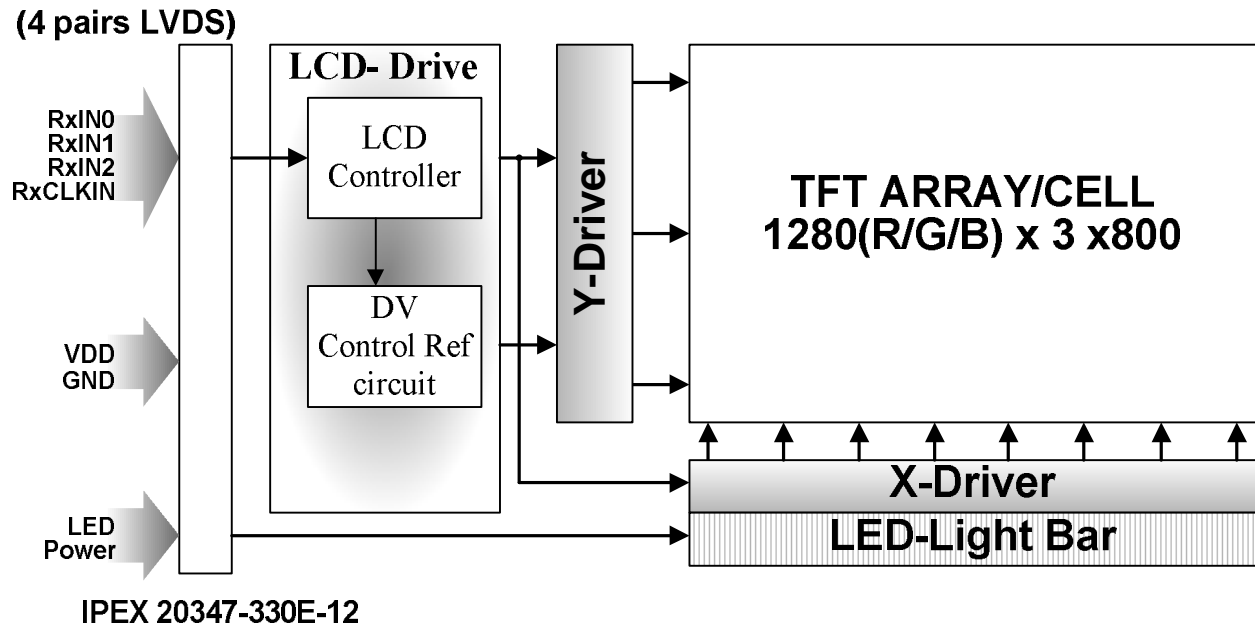 (4 pairs LVDS)
RxIN0
RxIN1
RxIN2
RxCLKIN
VDD
GND
LED
Power
IPEX 20347-330E-12
LCD- Drive
LCD
Controller
DV
Control Ref
circuit
Y-Driver
TFT ARRAY/CELL
1280(R/G/B) x 3 x800
X-Driver
LED-Light Bar